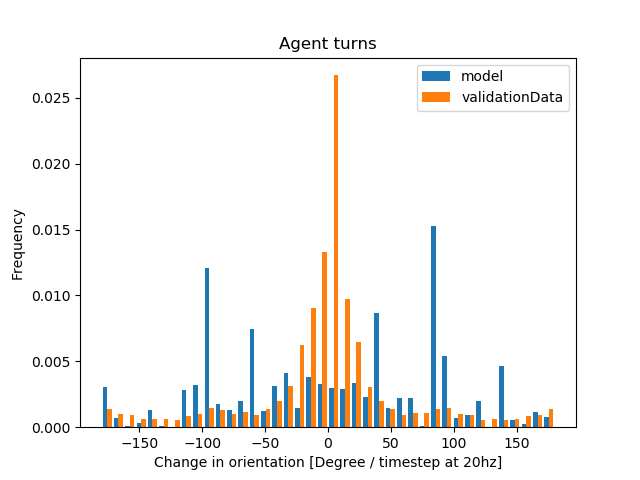 Agent turns
model
validationData
0.025
0.020
0.015
0.010
0.005
0.000
Frequency
−150 −100 −50 0 50 100 150
Change in orientation [Degree / timestep at 20hz]